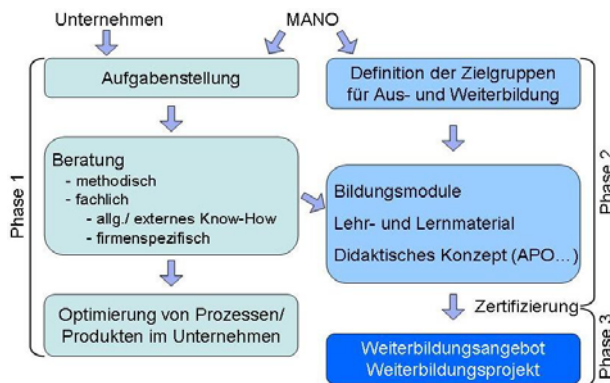 Unternehmen
MANO
Phase 1
Aufgabenstellung
Beratung
- methodisch
- fachlich
- allg./ externes Know-How
- firmenspezifisch
Optimierung von Prozessen/
Produkten im Unternehmen
Definition der Zielgruppen
für Aus- und Weiterbildung
Phase 2
Bildungsmodule
Lehr- und Lernmaterial
Didaktisches Konzept (APO…)
Zertifizierung
Phase 3
Weiterbildungsangebot
Weiterbildungsprojekt